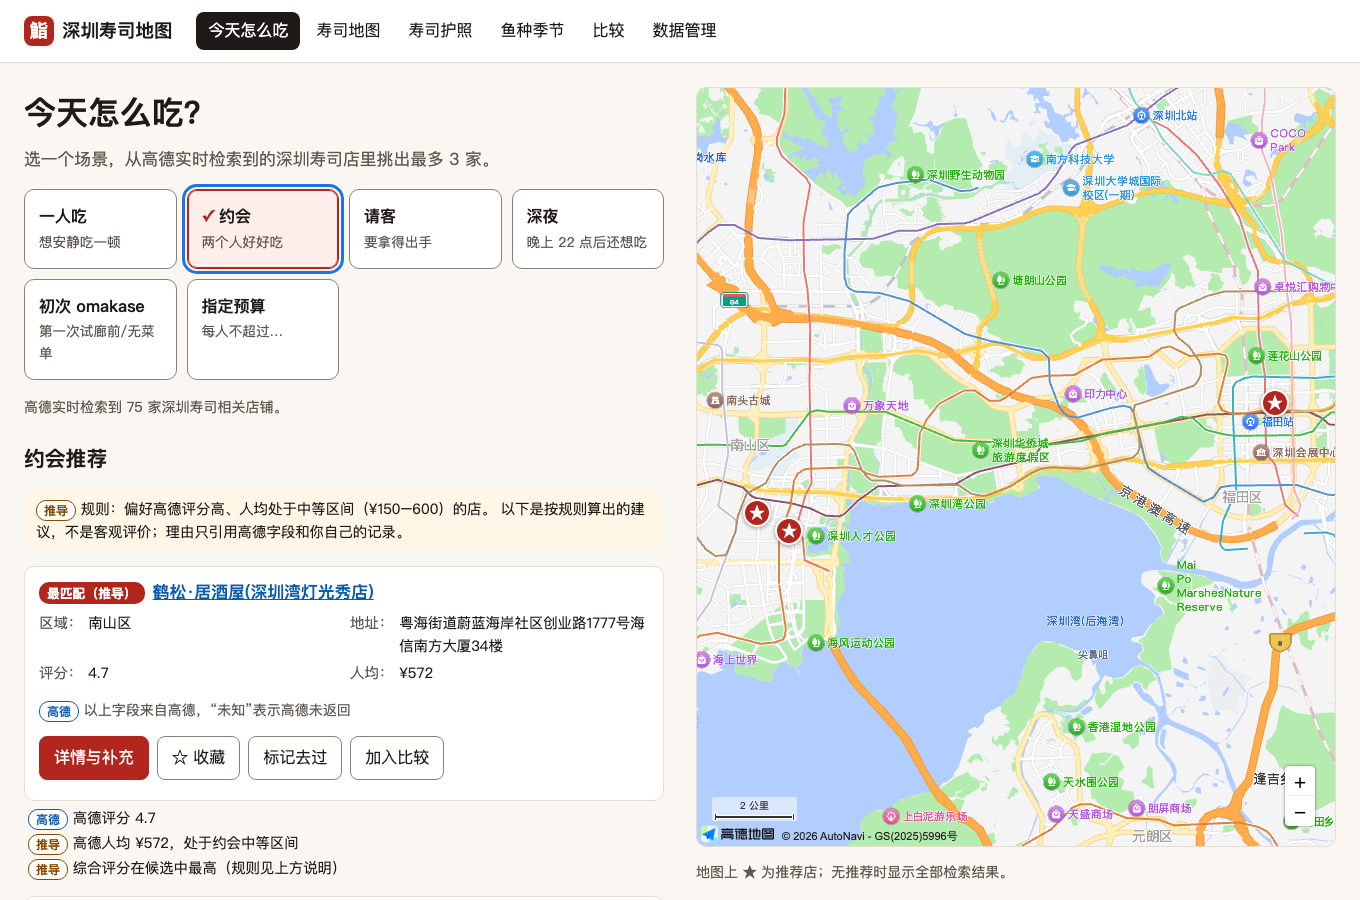 鮨 深圳寿司地图 今天怎么吃 寿司地图 寿司护照 鱼种季节 比较 数据管理
今天怎么吃?
选一个场景，从高德实时检索到的深圳寿司店里挑出最多 3 家。
一人吃
想安静吃一顿
✓约会
两个人好好吃
请客
要拿得出手
深夜
晚上 22 点后还想吃
初次 omakase
第一次试廊前/无菜
单
指定预算
每人不超过…
高德实时检索到 75 家深圳寿司相关店铺。
约会推荐
推导 规则：偏好高德评分高、人均处于中等区间（¥150—600）的店。 以下是按规则算出的建
议，不是客观评价；理由只引用高德字段和你自己的记录。
最匹配（推导） 鹤松·居酒屋(深圳湾灯光秀店)
区域： 南山区
地址： 粤海街道蔚蓝海岸社区创业路1777号海
信南方大厦34楼
评分： 4.7
人均： ¥572
高德 以上字段来自高德，“未知”表示高德未返回
详情与补充 ☆ 收藏 标记去过 加入比较
高德 高德评分 4.7
推导 高德人均 ¥572，处于约会中等区间
推导 综合评分在候选中最高（规则见上方说明）
深圳北站
COCO
Park
岗水库
南方科技大学
深圳野生动物园
深圳大学城国际
校区(一期)
塘朗山公园
卓悦汇购物中
G4
莲花山公园
印力中心
南头古城
万象天地
福田站
南山区
深圳华侨城
旅游度假区
深圳会展中心
京港澳高速
福田区
深圳湾公园
深圳人才公园
Mai
Po
MarshesNature
Reserve
深圳湾(后海湾)
海风运动公园
9
尖鼻咀
海上世界
香港湿地公园
天水围公园
逢吉乡
天盛商场
朗屏商场
上白泥游乐场
元朗区
田乡
+
−
2 公里
高德地图 © 2026 AutoNavi - GS(2025)5996号
地图上 ★ 为推荐店；无推荐时显示全部检索结果。